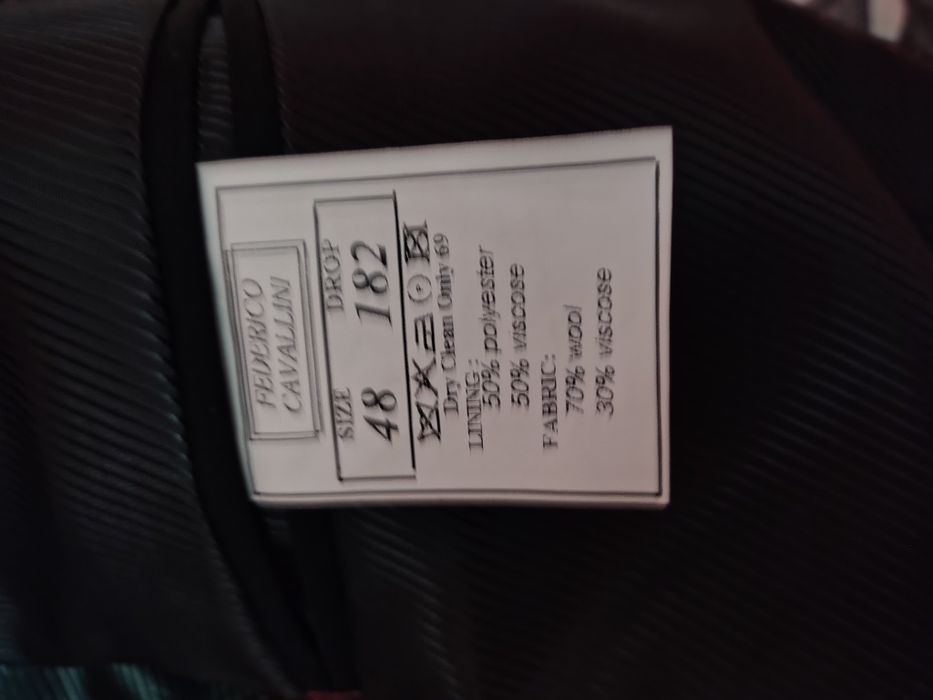 FEDERICO
CAVALLINI
SIZE DROP
48 182
Dry Clean Only 69
LINING:
50% polyester
50% viscose
FABRIC:
70% wool
30% viscose